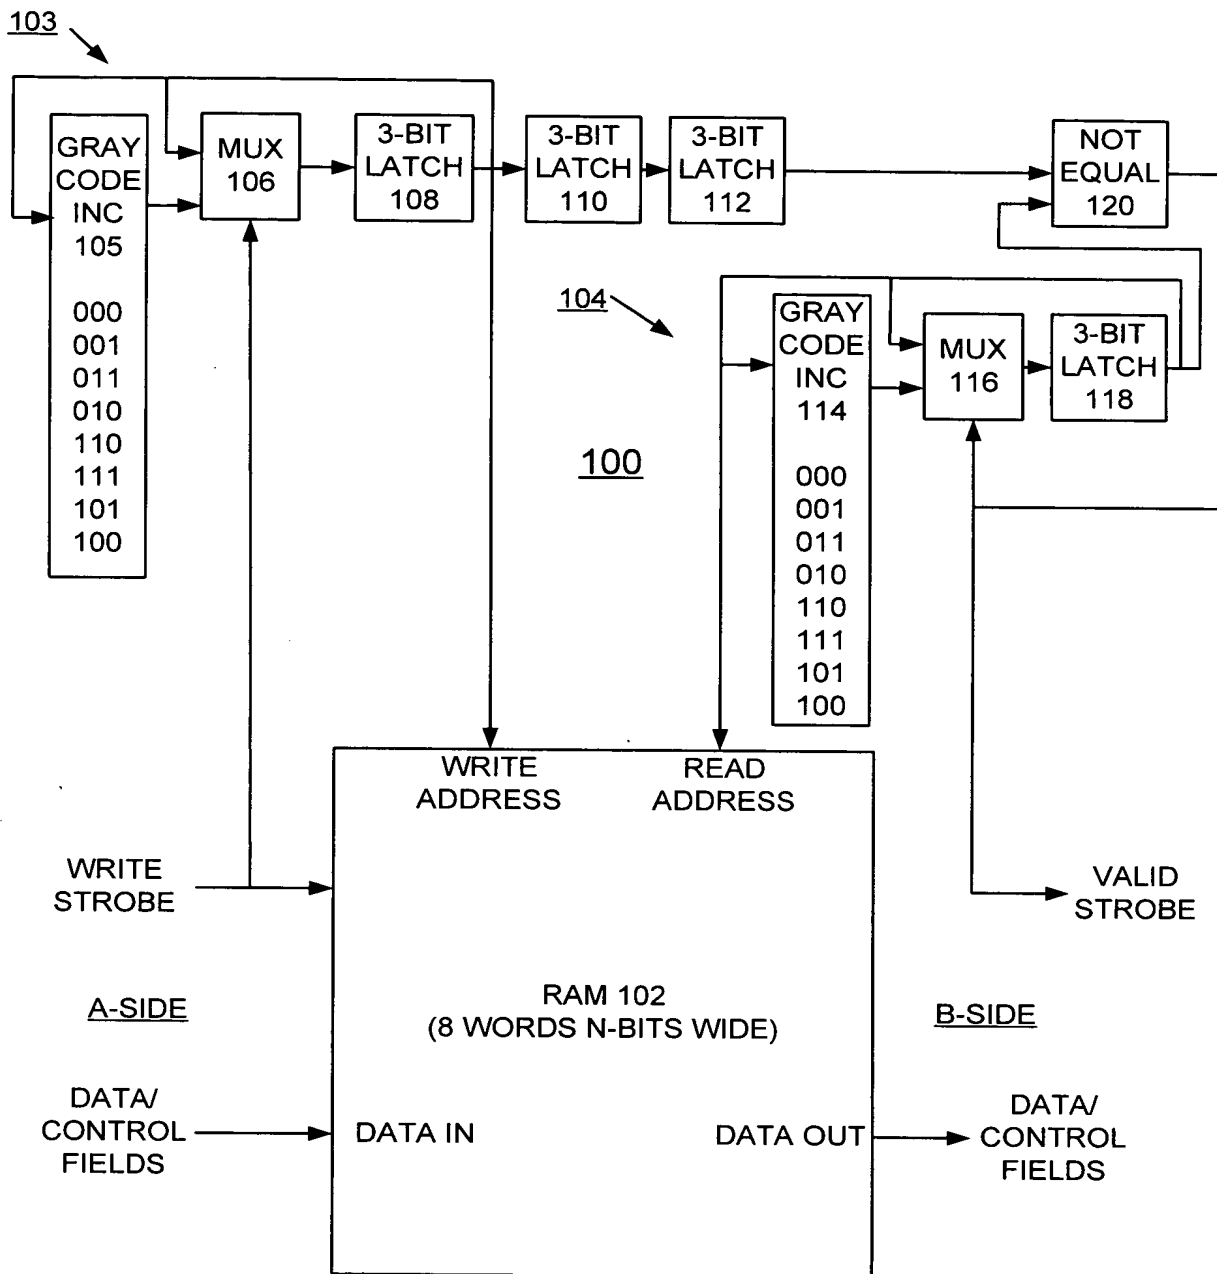 103
GRAY
CODE
INC
105
000
001
011
010
110
111
101
100
MUX
106
3-BIT
LATCH
108
3-BIT
LATCH
110
3-BIT
LATCH
112
NOT
EQUAL
120
104
GRAY
CODE
INC
114
000
001
011
010
110
111
101
100
MUX
116
3-BIT
LATCH
118
100
WRITE
ADDRESS
READ
ADDRESS
WRITE
STROBE
VALID
STROBE
A-SIDE
RAM 102
(8 WORDS N-BITS WIDE)
B-SIDE
DATA/
CONTROL
FIELDS
DATA IN
DATA OUT
DATA/
CONTROL
FIELDS